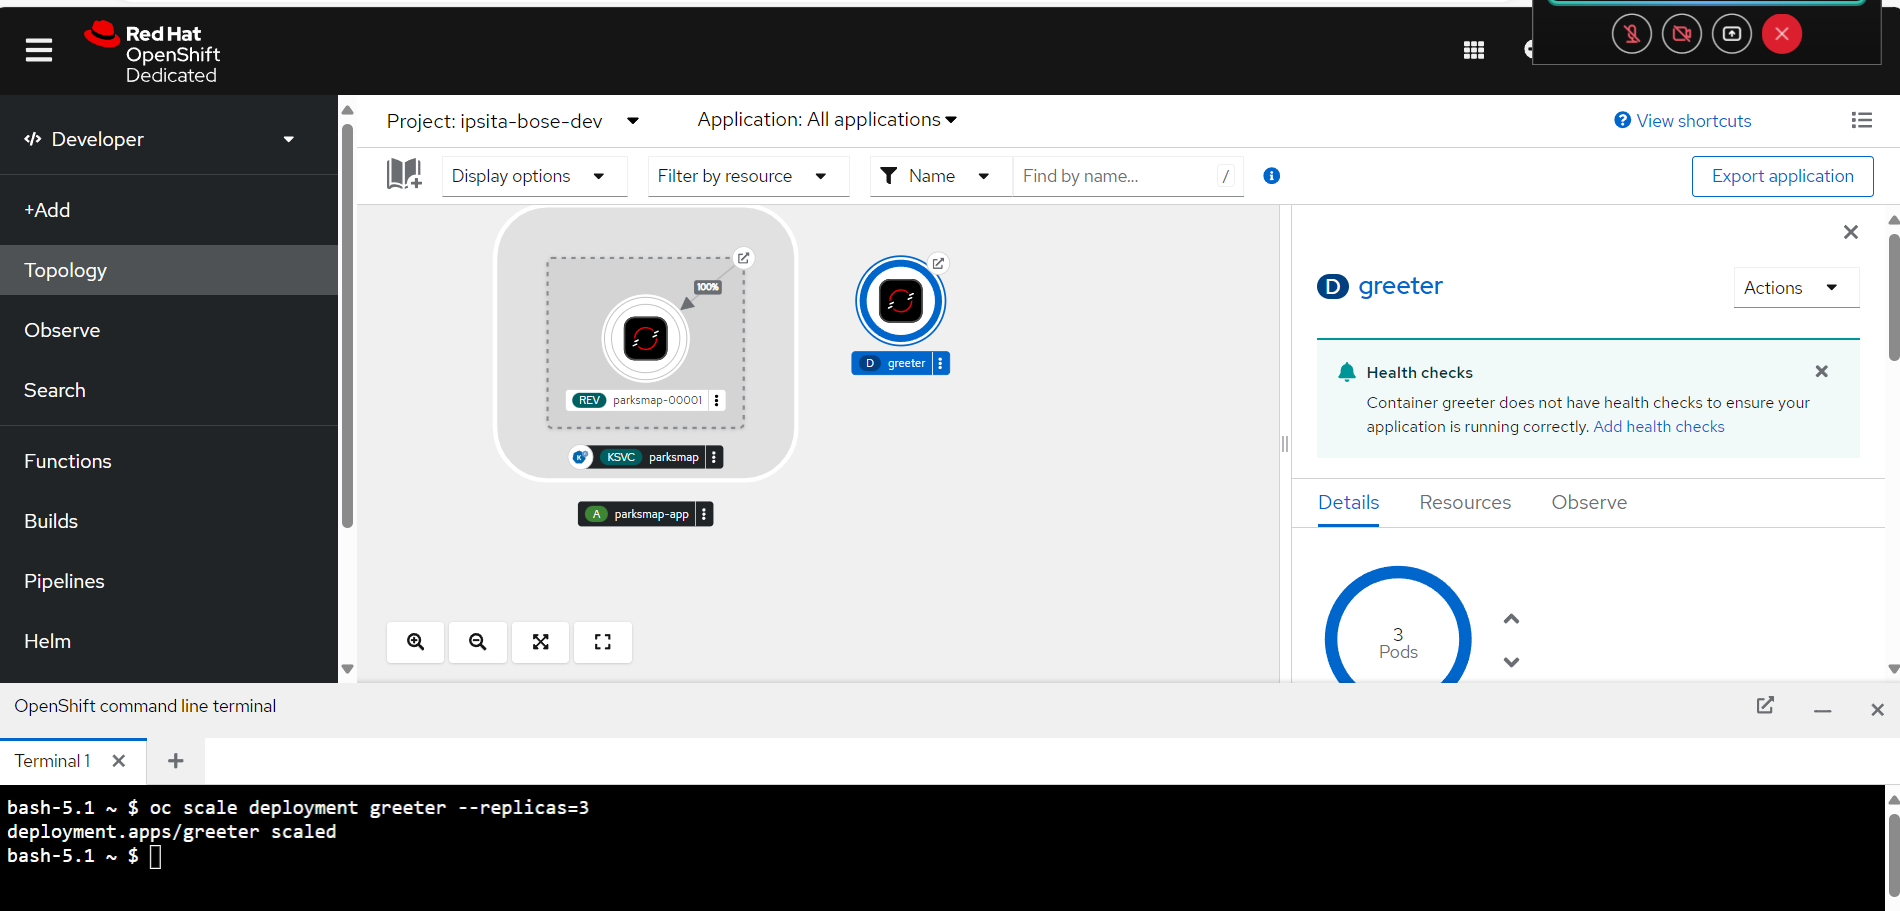 Red Hat
OpenShift
Dedicated
Developer
+Add
Topology
Observe
Search
Functions
Builds
Pipelines
Helm
Project: ipsita-bose-dev
Application: All applications
View shortcuts
Display options
Filter by resource
Name
Find by name...
/
Export application
100%
REV parksmap-00001
KSVC parksmap
A parksmap-app
D greeter
D greeter
Actions
Health checks
Container greeter does not have health checks to ensure your
application is running correctly. Add health checks
Details
Resources
Observe
3
Pods
OpenShift command line terminal
Terminal 1
bash-5.1 ~ $ oc scale deployment greeter --replicas=3
deployment.apps/greeter scaled
bash-5.1 ~ $